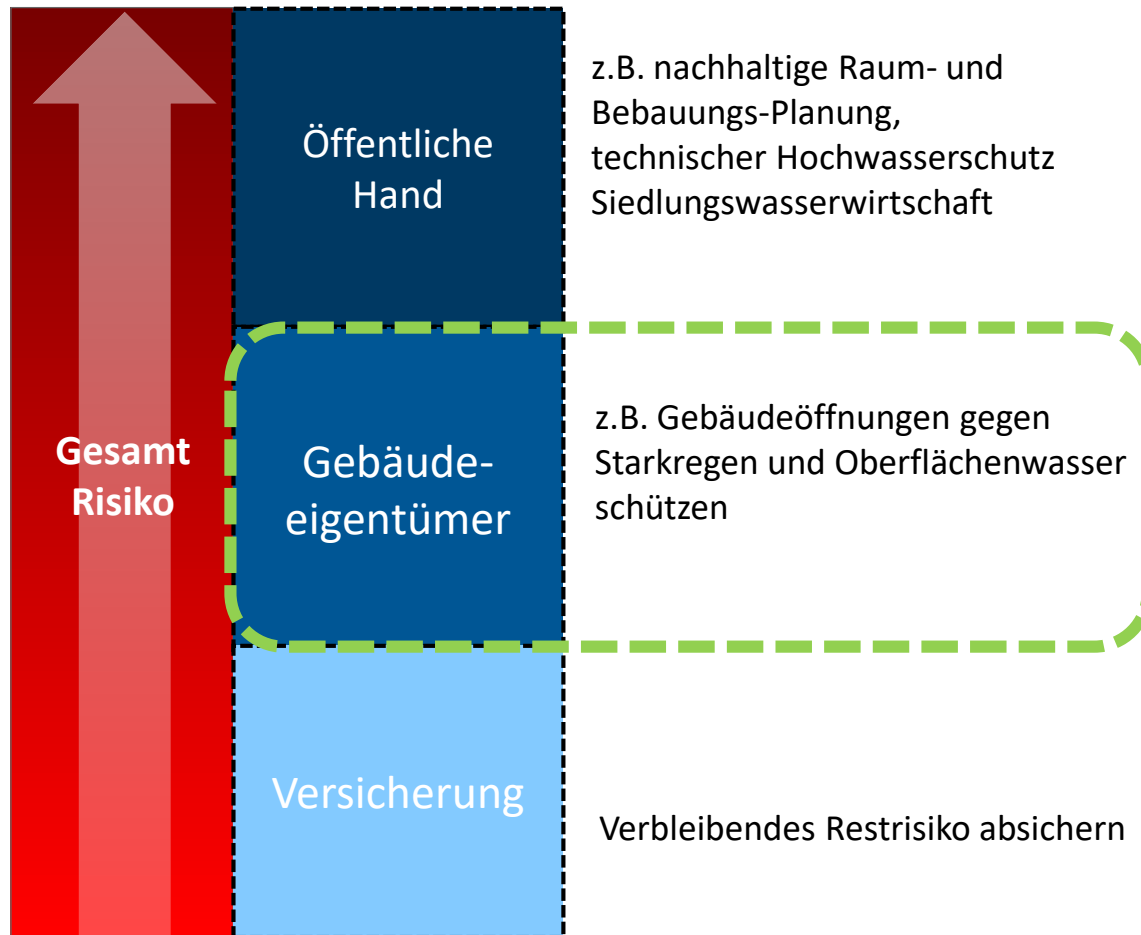 Öffentliche
Hand
z.B. nachhaltige Raum- und
Bebauungs-Planung,
technischer Hochwasserschutz
Siedlungswasserwirtschaft
Gesamt
Risiko
Gebäude-
eigentümer
z.B. Gebäudeöffnungen gegen
Starkregen und Oberflächenwasser
schützen
Versicherung
Verbleibendes Restrisiko absichern